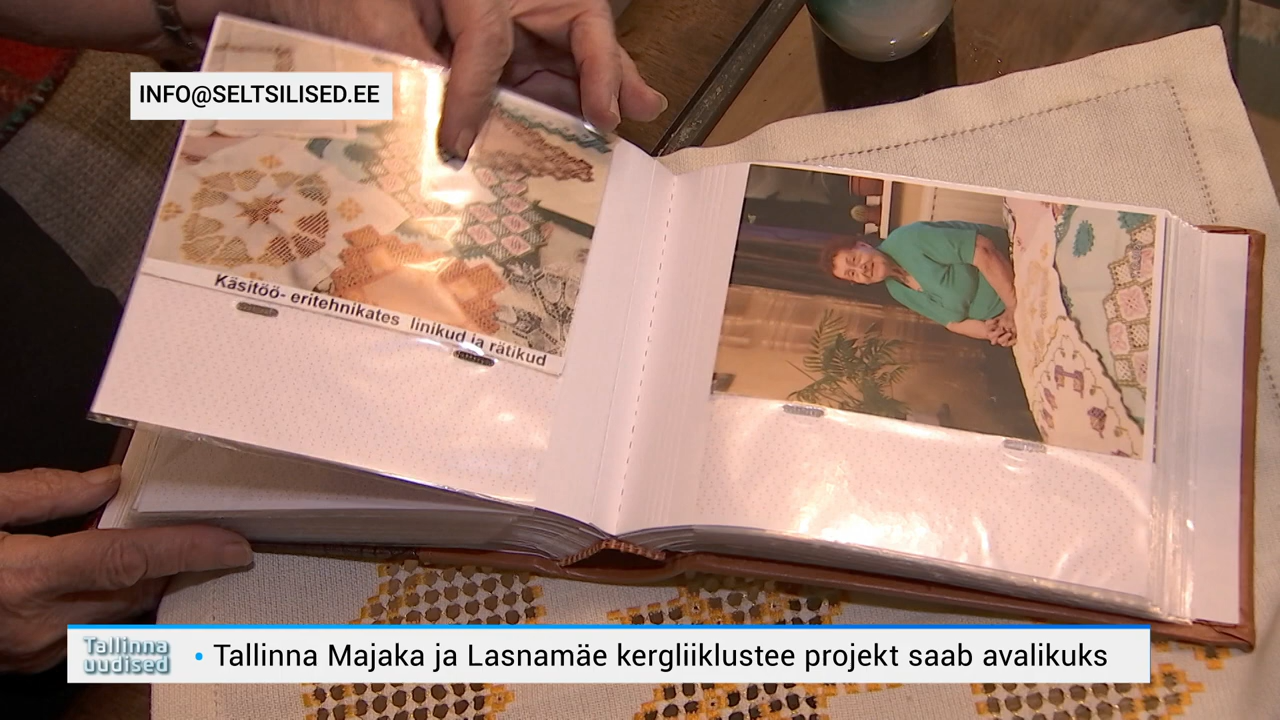 INFO@SELTSILISED.EE
Käsitöö- eritehnikates linikud ja rätikud
Tallinna
uudised
• Tallinna Majaka ja Lasnamäe kergliiklustee projekt saab avalikuks